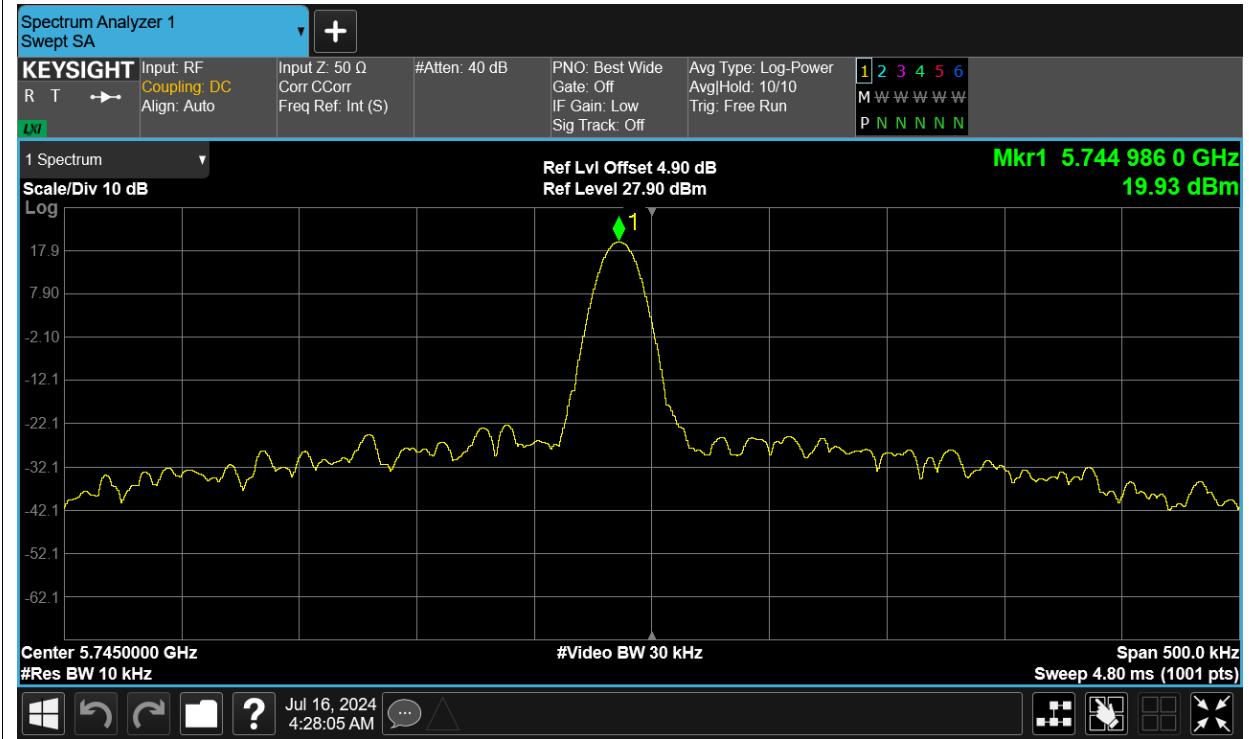 Spectrum Analyzer 1
Swept SA
+
KEYSIGHT
R T
LXI
Input: RF
Coupling: DC
Align: Auto
Input Z: 50 Ω
Corr CCorr
Freq Ref: Int (S)
#Atten: 40 dB
PNO: Best Wide
Gate: Off
IF Gain: Low
Sig Track: Off
Avg Type: Log-Power
Avg|Hold: 10/10
Trig: Free Run
1 2 3 4 5 6
M W W W W W
P N N N N N
1 Spectrum
Scale/Div 10 dB
Log
Ref Lvl Offset 4.90 dB
Ref Level 27.90 dBm
Mkr1 5.744 986 0 GHz
19.93 dBm
1
17.9
7.90
-2.10
-12.1
-22.1
-32.1
-42.1
-52.1
-62.1
Center 5.7450000 GHz
#Res BW 10 kHz
#Video BW 30 kHz
Span 500.0 kHz
Sweep 4.80 ms (1001 pts)
?
Jul 16, 2024
4:28:05 AM